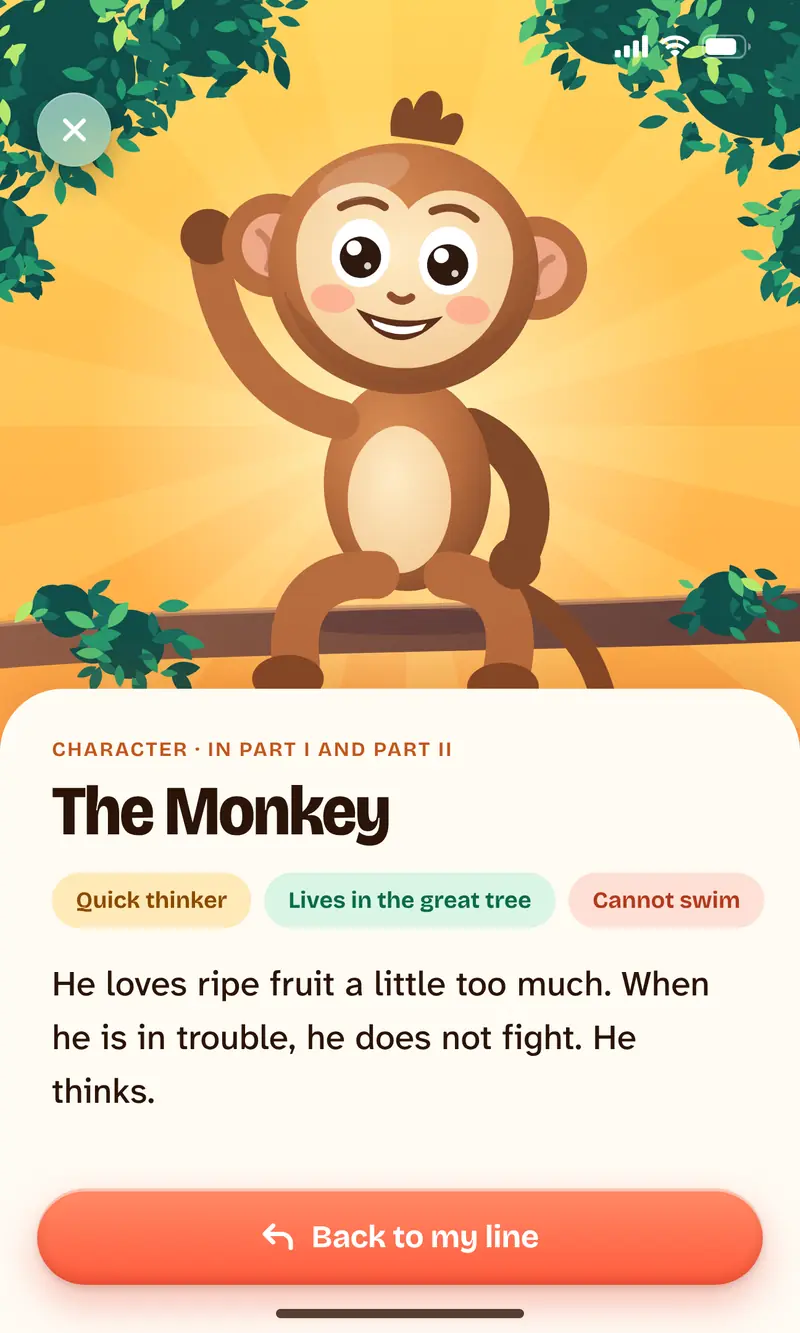 CHARACTER · IN PART I AND PART II
The Monkey
Quick thinker
Lives in the great tree
Cannot swim
He loves ripe fruit a little too much. When
he is in trouble, he does not fight. He
thinks.
Back to my line